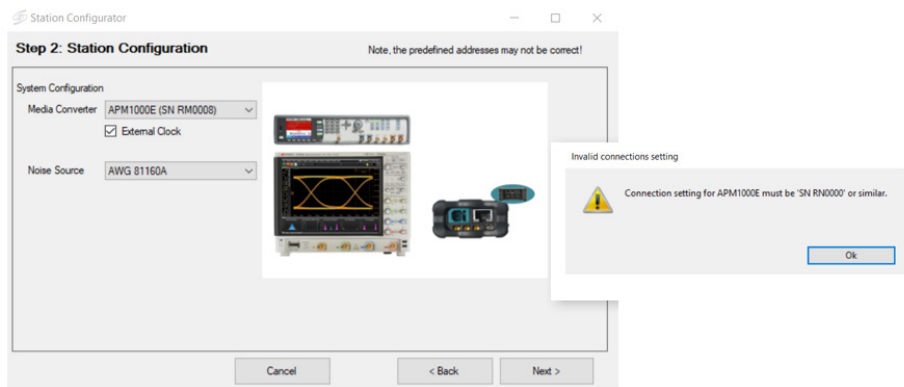 Station Configurator
Step 2: Station Configuration
Note, the predefined addresses may not be correct!
System Configuration
Media Converter APM1000E (SN RM0008)
External Clock
Noise Source AWG 81160A
Invalid connections setting
Connection setting for APM1000E must be 'SN RN0000' or similar.
Ok
Cancel < Back Next >